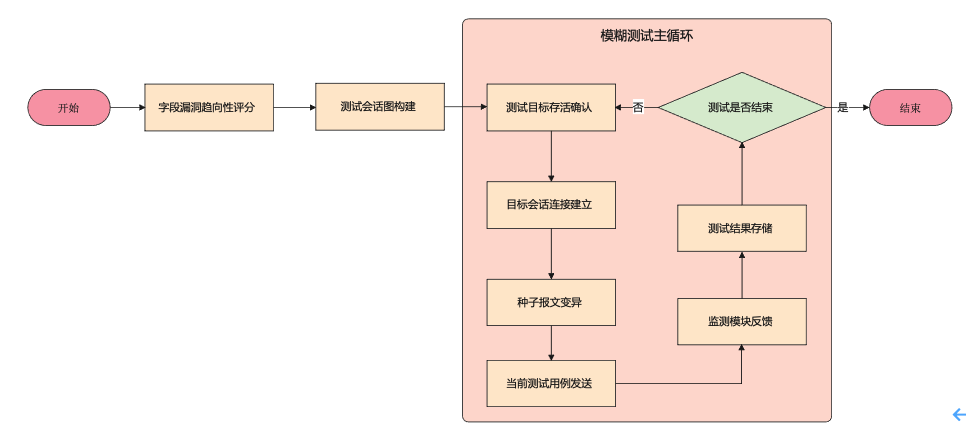 模糊测试主循环
开始
字段漏洞趋向性评分
测试会话图构建
测试目标存活确认
否
测试是否结束
是
结束
目标会话连接建立
测试结果存储
种子报文变异
监测模块反馈
当前测试用例发送